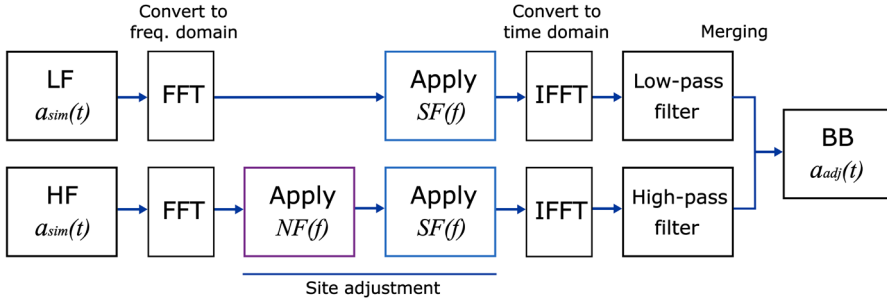 Convert to
freq. domain
Convert to
time domain
Merging
LF
asim(t)
FFT
Apply
SF(f)
IFFT
Low-pass
filter
BB
aadj(t)
HF
asim(t)
FFT
Apply
NF(f)
Apply
SF(f)
IFFT
High-pass
filter
Site adjustment